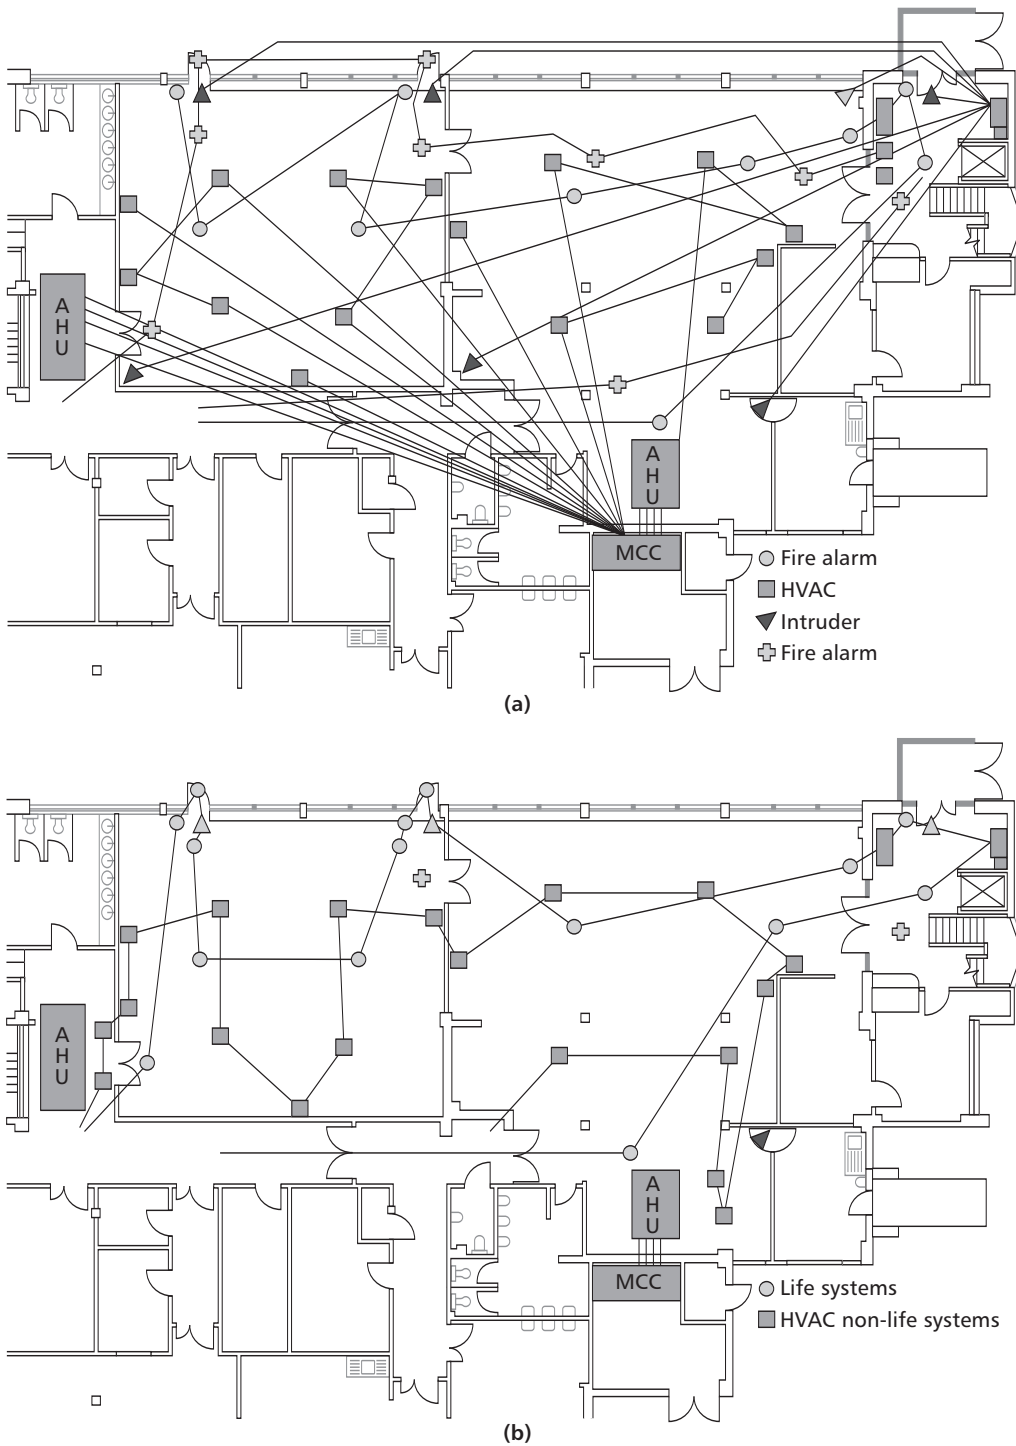 A
H
U
A
H
U
MCC
Fire alarm
HVAC
Intruder
Fire alarm
(a)
A
H
U
A
H
U
MCC
Life systems
HVAC non-life systems
(b)